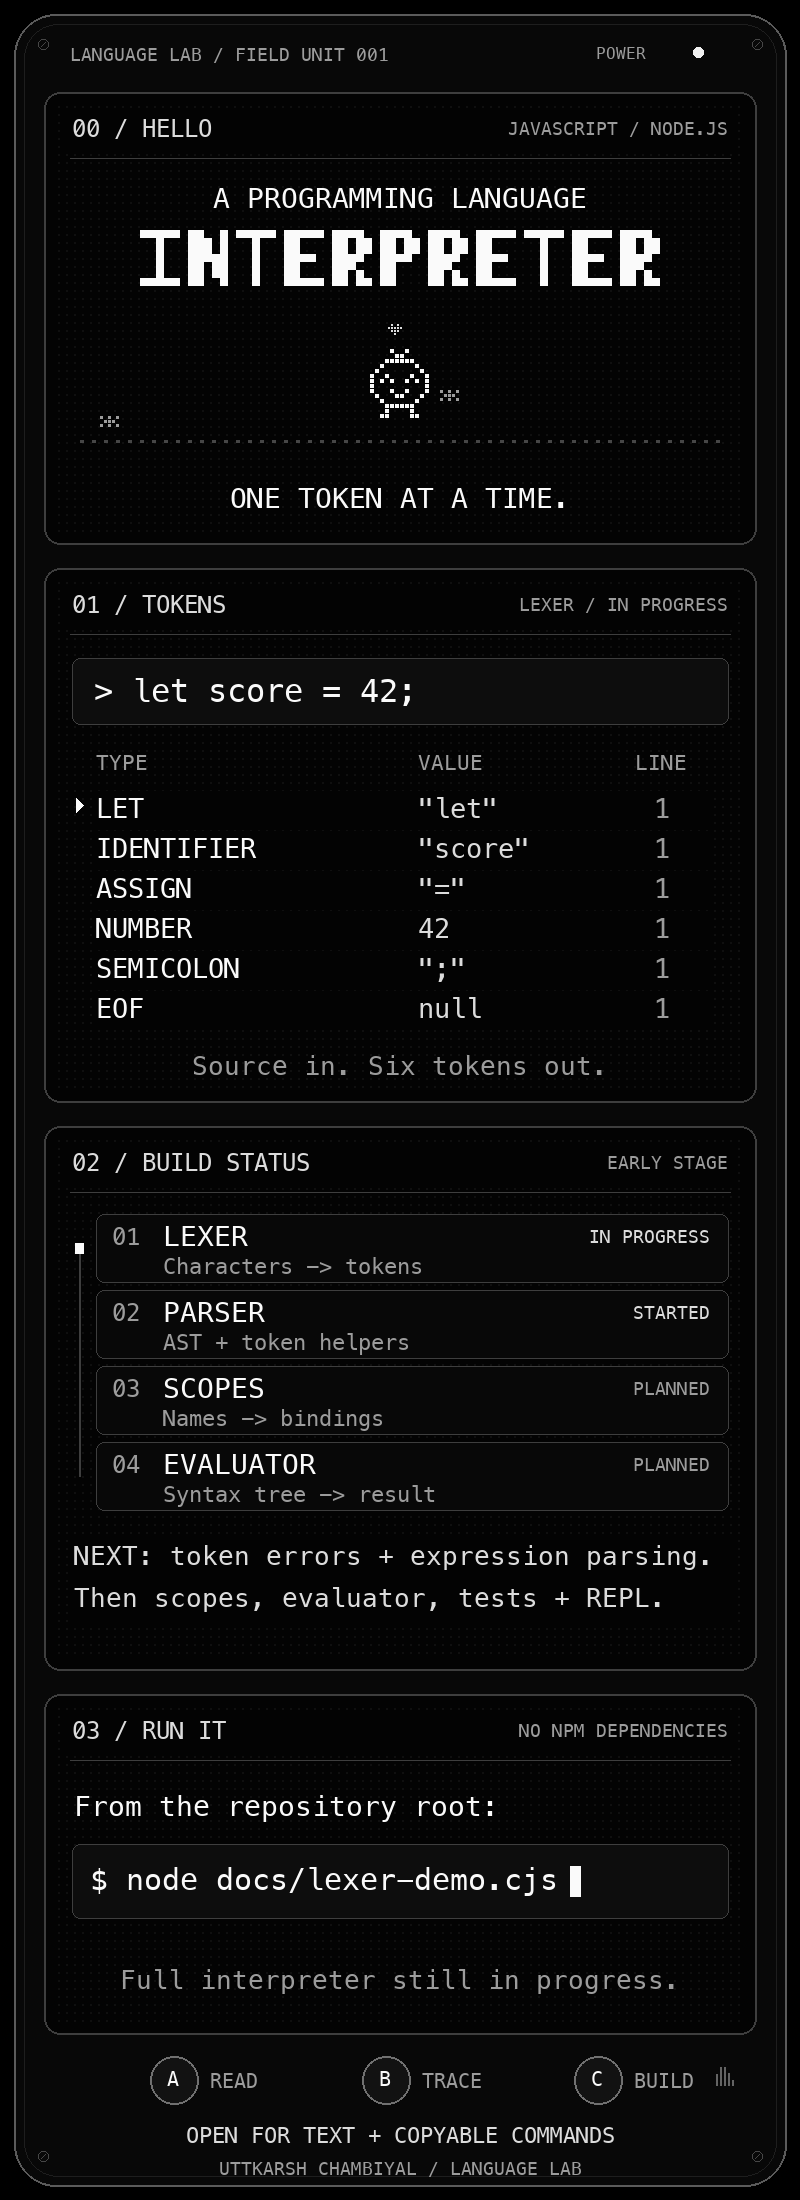 LANGUAGE LAB / FIELD UNIT 001 POWER
00 / HELLO JAVASCRIPT / NODE.JS
A PROGRAMMING LANGUAGE
INTERPRETER
ONE TOKEN AT A TIME.
01 / TOKENS LEXER / IN PROGRESS
> let score = 42;
TYPE VALUE LINE
LET "let" 1
IDENTIFIER "score" 1
ASSIGN "=" 1
NUMBER 42 1
SEMICOLON ";" 1
EOF null 1
Source in. Six tokens out.
02 / BUILD STATUS EARLY STAGE
01 LEXER IN PROGRESS
Characters -> tokens
02 PARSER STARTED
AST + token helpers
03 SCOPES PLANNED
Names -> bindings
04 EVALUATOR PLANNED
Syntax tree -> result
NEXT: token errors + expression parsing.
Then scopes, evaluator, tests + REPL.
03 / RUN IT NO NPM DEPENDENCIES
From the repository root:
$ node docs/lexer-demo.cjs
Full interpreter still in progress.
A READ B TRACE C BUILD
OPEN FOR TEXT + COPYABLE COMMANDS
UTTKARSH CHAMBIYAL / LANGUAGE LAB